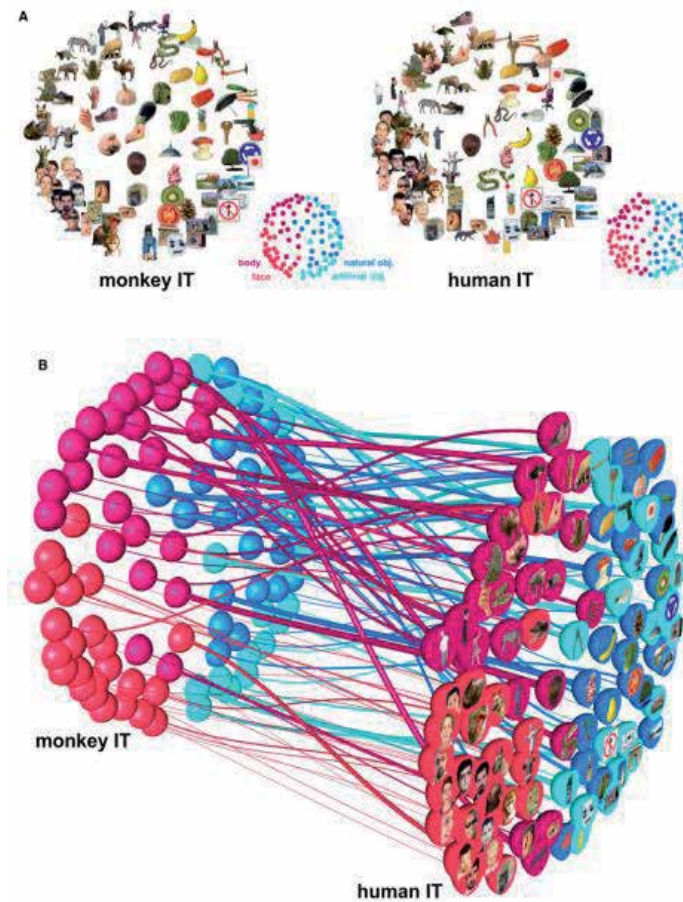 A
body
natural obj.
face
artificial obj.
monkey IT
human IT
B
monkey IT
human IT